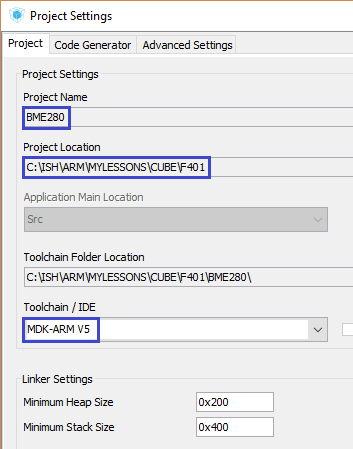 Project Settings
Project Code Generator Advanced Settings
Project Settings
Project Name
BME280
Project Location
C:\ISH\ARM\MYLESSONS\CUBE\F401
Application Main Location
Src
Toolchain Folder Location
C:\ISH\ARM\MYLESSONS\CUBE\F401\BME280\
Toolchain / IDE
MDK-ARM V5
Linker Settings
Minimum Heap Size 0x200
Minimum Stack Size 0x400